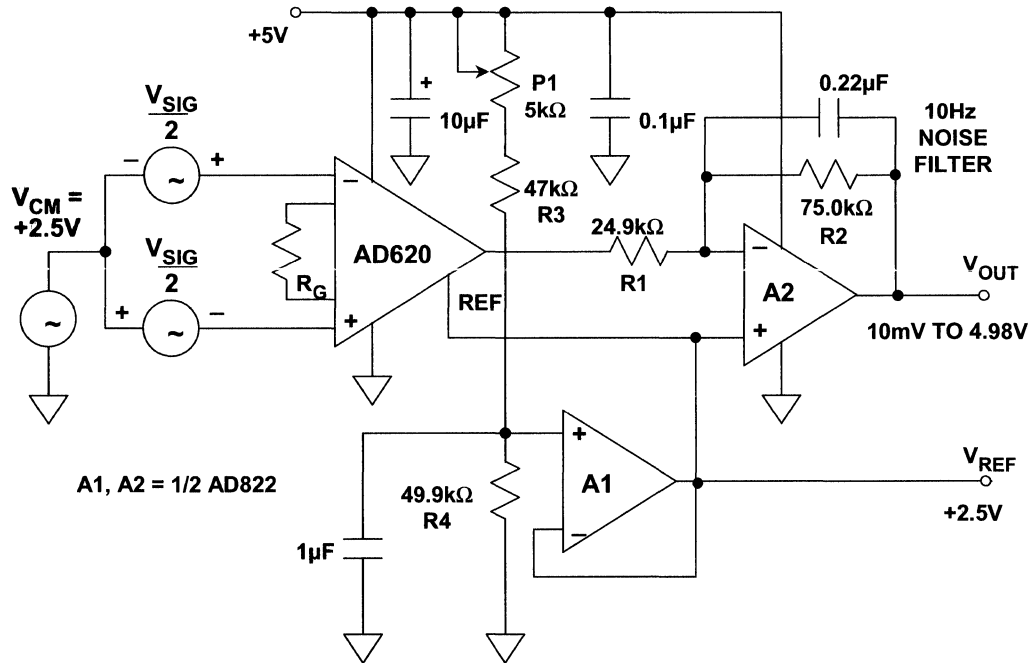 +5V
V_SIG
2
− +
V_CM =
+2.5V
V_SIG
2
+ −
~
~
~
+
10µF
P1
5kΩ
0.1µF
0.22µF
10Hz
NOISE
FILTER
47kΩ
R3
75.0kΩ
R2
24.9kΩ
R1
−
AD620
R_G
+
REF
−
A2
+
V_OUT
10mV TO 4.98V
A1, A2 = 1/2 AD822
49.9kΩ
R4
1µF
+
A1
−
V_REF
+2.5V